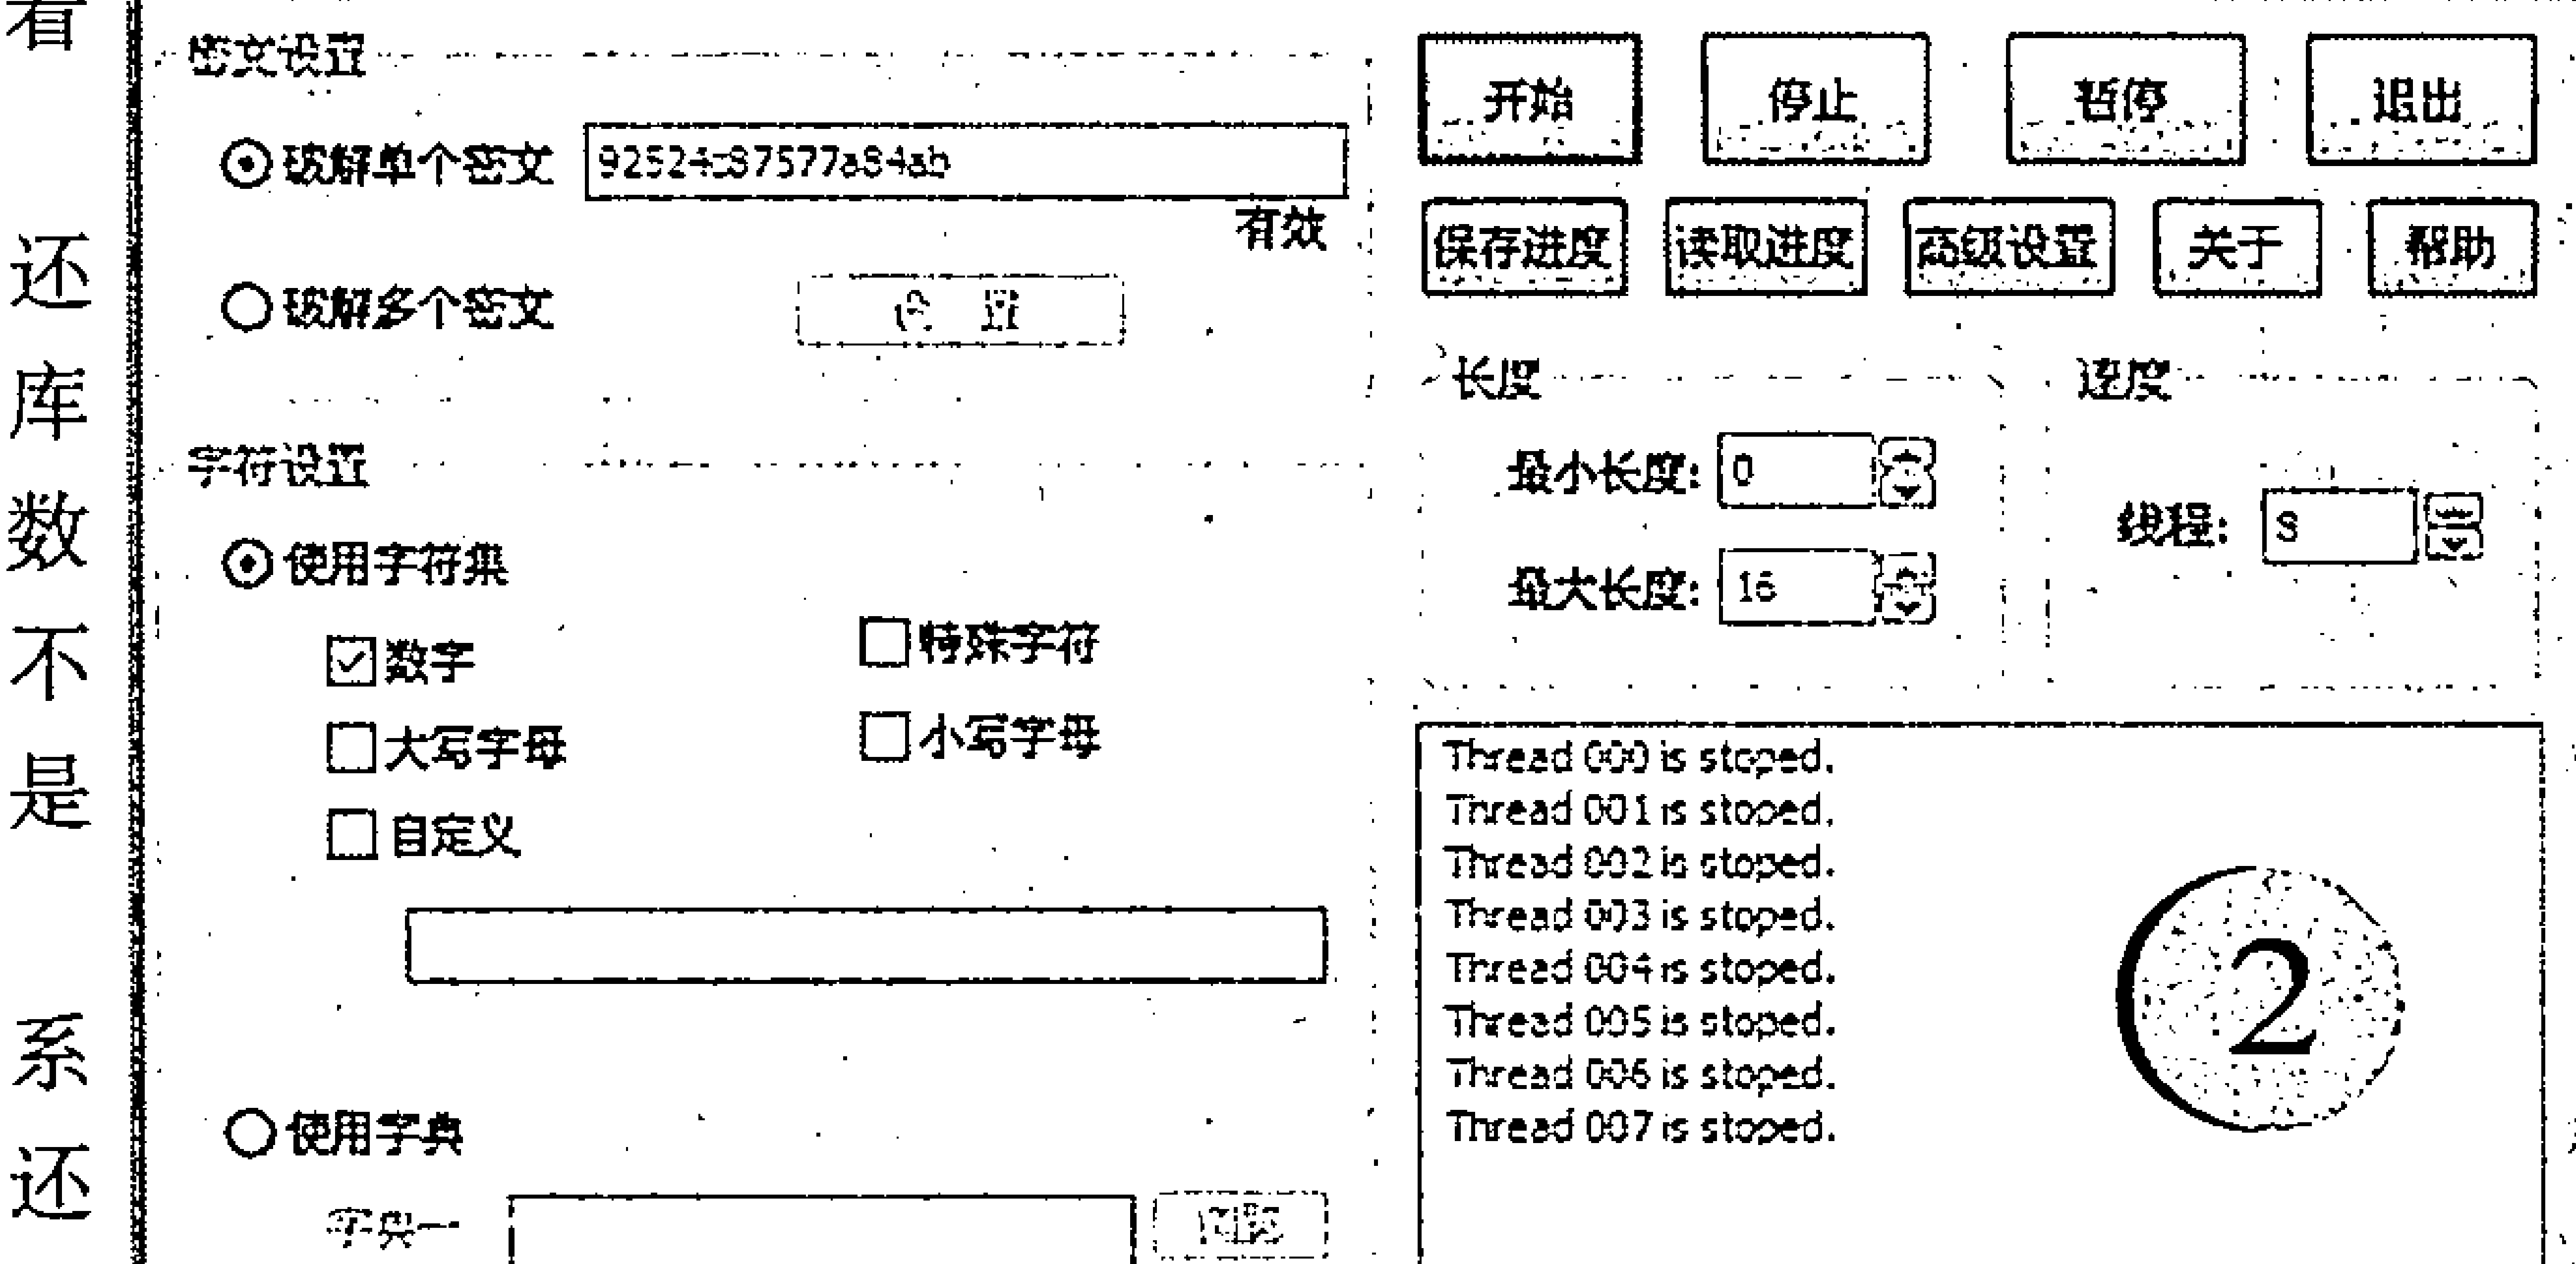 看
还
库
数
不
是
系
还
密文设置
破解单个密文
有效
破解多个密文
字符设置
使用字符集
数字
特殊字符
大写字母
小写字母
自定义
使用字典
字典一
开始
停止
暂停
退出
保存进度
读取进度
高级设置
关于
帮助
长度
最小长度: 0
最大长度: 16
速度
线程: 8
Thread 000 is stoped.
Thread 001 is stoped.
Thread 002 is stoped.
Thread 003 is stoped.
Thread 004 is stoped.
Thread 005 is stoped.
Thread 006 is stoped.
Thread 007 is stoped.
2